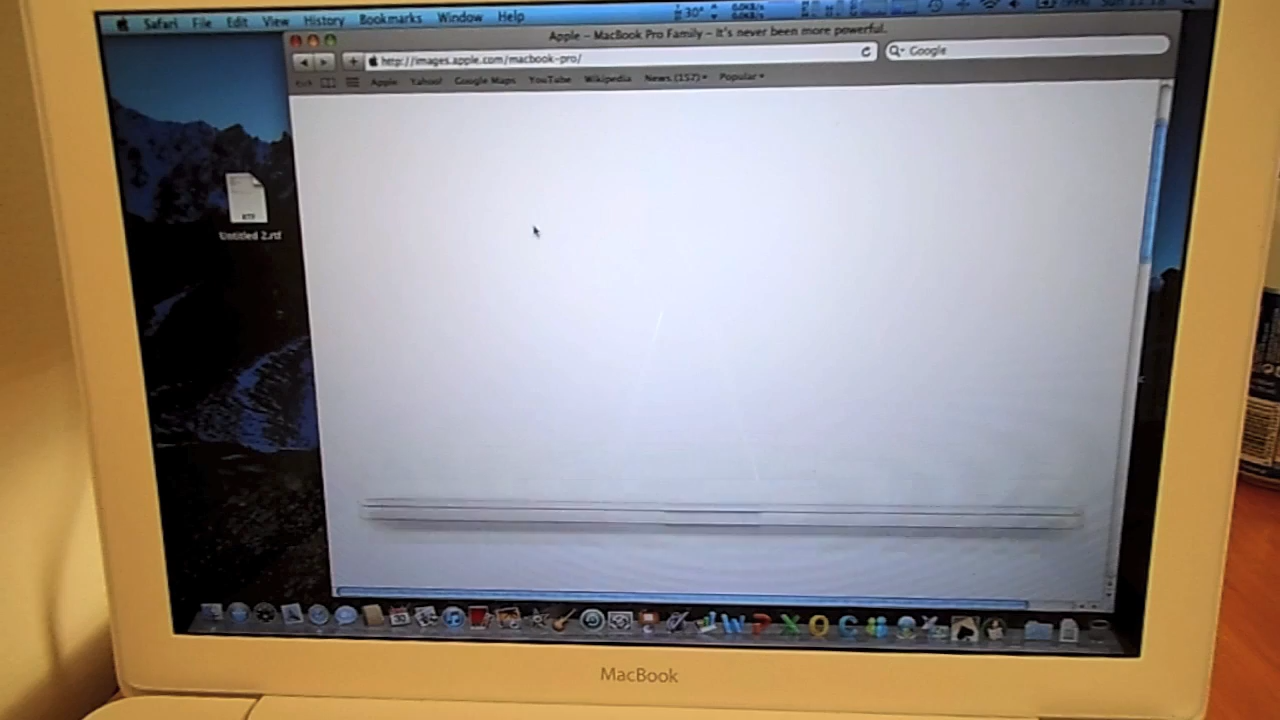 Safari File Edit View History Bookmarks Window Help
Apple – MacBook Pro Family – It's never been more powerful.
http://images.apple.com/macbook-pro/ Google
Apple Yahoo! Google Maps YouTube Wikipedia News (157) Popular
RTF
Untitled 2.rtf
MacBook